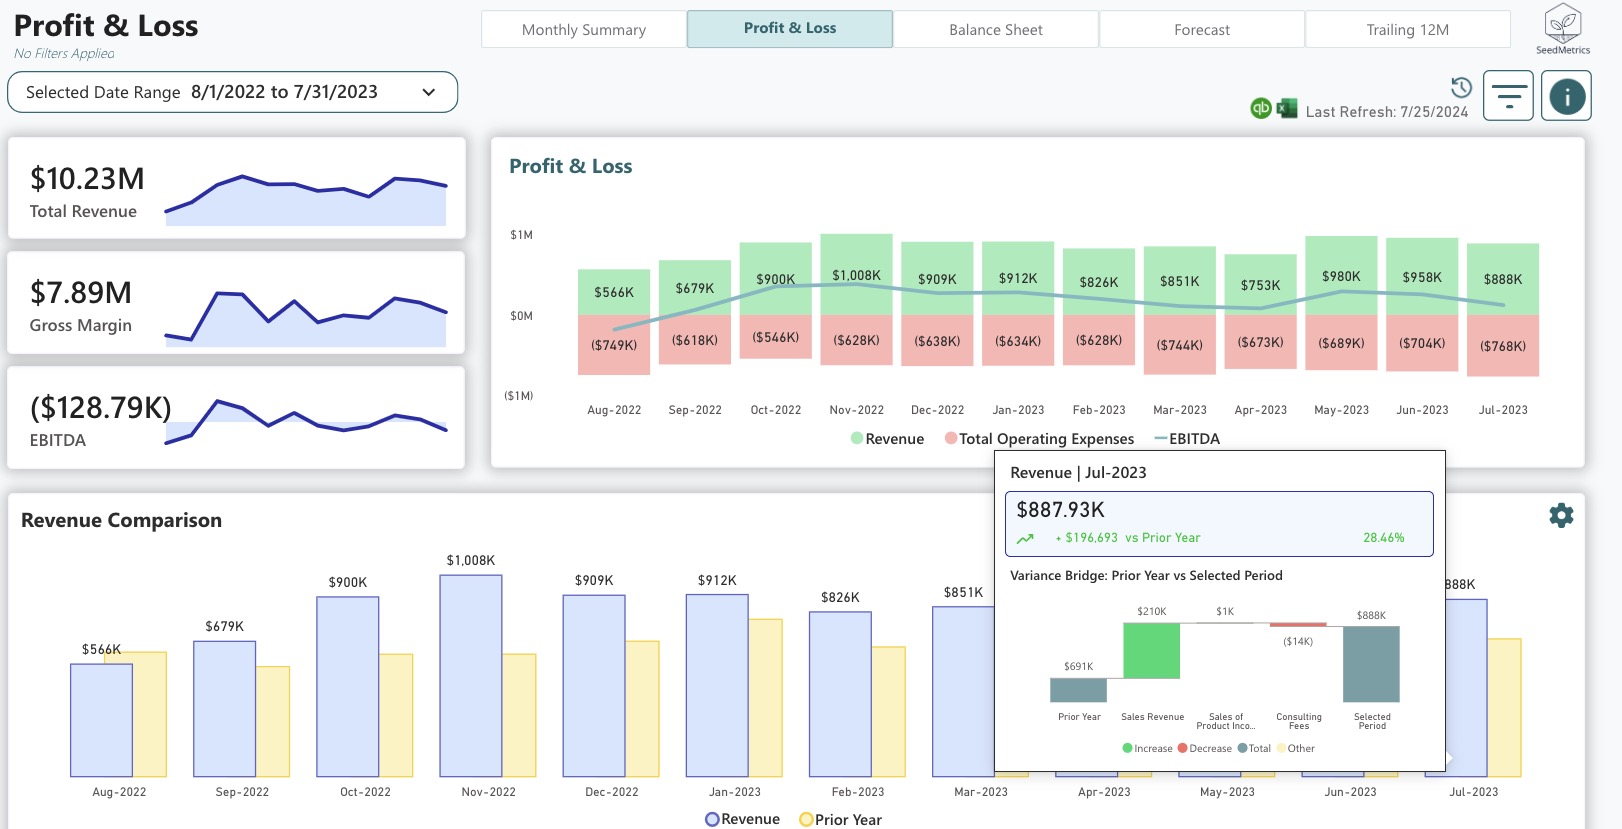 Profit & Loss
No Filters Applied
Monthly Summary
Profit & Loss
Balance Sheet
Forecast
Trailing 12M
SeedMetrics
Selected Date Range 8/1/2022 to 7/31/2023
qb
Last Refresh: 7/25/2024
i
$10.23M
Total Revenue
$7.89M
Gross Margin
($128.79K)
EBITDA
Profit & Loss
$1M
$0M
($1M)
$566K $679K $900K $1,008K $909K $912K $826K $851K $753K $980K $958K $888K
($749K) ($618K) ($546K) ($628K) ($638K) ($634K) ($628K) ($744K) ($673K) ($689K) ($704K) ($768K)
Aug-2022 Sep-2022 Oct-2022 Nov-2022 Dec-2022 Jan-2023 Feb-2023 Mar-2023 Apr-2023 May-2023 Jun-2023 Jul-2023
Revenue Total Operating Expenses EBITDA
Revenue Comparison
$566K $679K $900K $1,008K $909K $912K $826K $851K 888K
Aug-2022 Sep-2022 Oct-2022 Nov-2022 Dec-2022 Jan-2023 Feb-2023 Mar-2023 Apr-2023 May-2023 Jun-2023 Jul-2023
Revenue Prior Year
Revenue | Jul-2023
$887.93K
+ $196,693 vs Prior Year 28.46%
Variance Bridge: Prior Year vs Selected Period
$691K $210K $1K ($14K) $888K
Prior Year
Sales Revenue
Sales of
Product Inco...
Consulting
Fees
Selected
Period
Increase Decrease Total Other